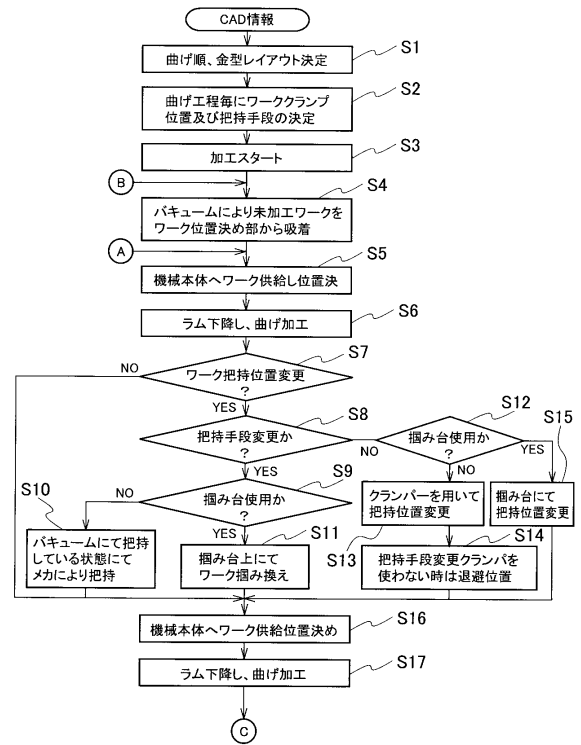 CAD情報
S1
曲げ順、金型レイアウト決定
S2
曲げ工程毎にワーククランプ
位置及び把持手段の決定
S3
加工スタート
B
S4
バキュームにより未加工ワークを
ワーク位置決め部から吸着
A
S5
機械本体へワーク供給し位置決
S6
ラム下降し、曲げ加工
S7
NO
ワーク把持位置変更
?
YES
S8
把持手段変更か
?
NO
YES
S12
掴み台使用か
?
YES
NO
S15
掴み台にて
把持位置変更
S9
掴み台使用か
?
NO
YES
S10
バキュームにて把持
している状態にて
メカにより把持
S11
掴み台上にて
ワーク掴み換え
クランパーを用いて
把持位置変更
S13
S14
把持手段変更クランパを
使わない時は退避位置
S16
機械本体へワーク供給位置決め
S17
ラム下降し、曲げ加工
C